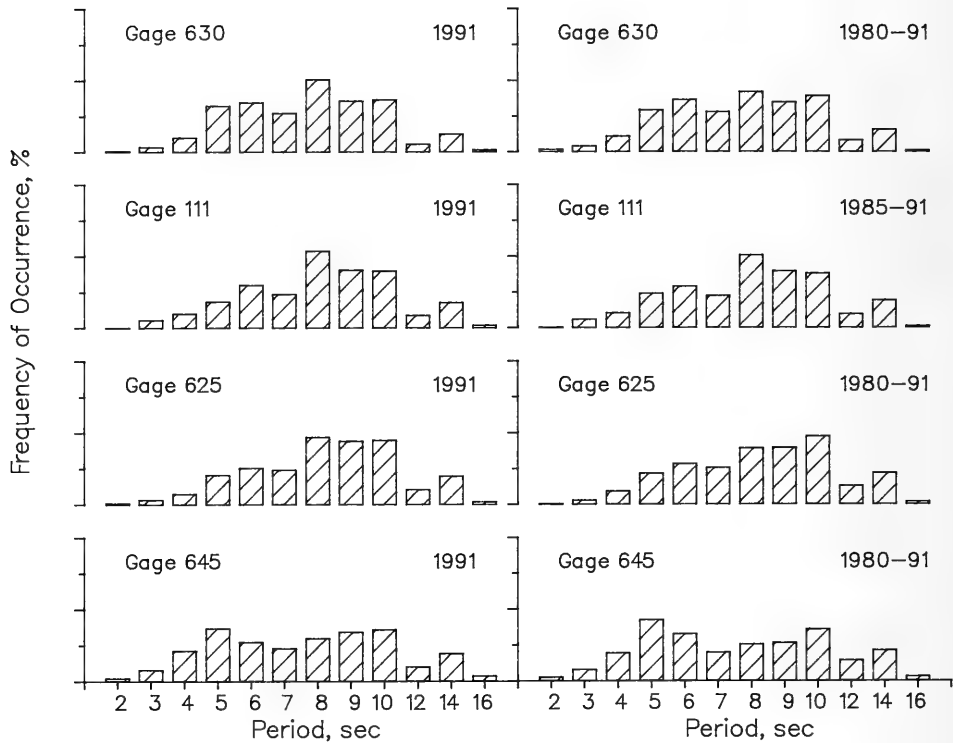 Gage 630 1991
Gage 630 1980-91
Gage 111 1991
Gage 111 1985-91
Gage 625 1991
Gage 625 1980-91
Gage 645 1991
Gage 645 1980-91
Frequency of Occurrence, %
2 3 4 5 6 7 8 9 10 12 14 16
2 3 4 5 6 7 8 9 10 12 14 16
Period, sec
Period, sec